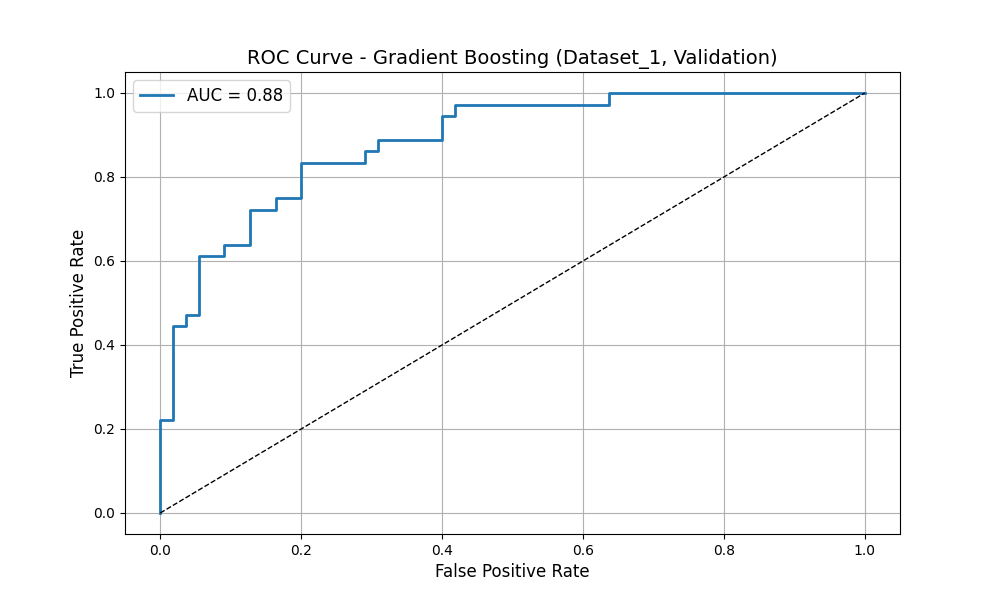 ROC Curve - Gradient Boosting (Dataset_1, Validation)
AUC = 0.88
True Positive Rate
1.0
0.8
0.6
0.4
0.2
0.0
0.0 0.2 0.4 0.6 0.8 1.0
False Positive Rate